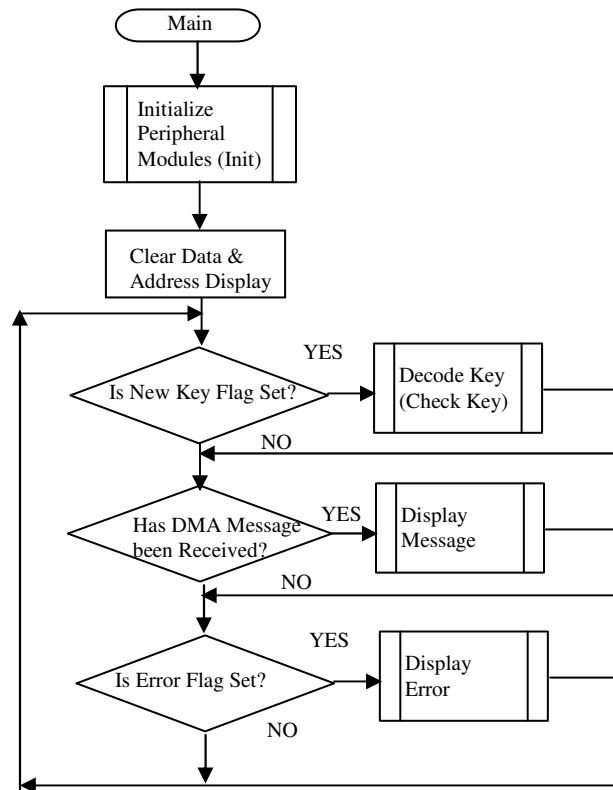 Main
Initialize
Peripheral
Modules (Init)
Clear Data &
Address Display
YES
Is New Key Flag Set?
Decode Key
(Check Key)
NO
YES
Has DMA Message
been Received?
Display
Message
NO
YES
Is Error Flag Set?
Display
Error
NO